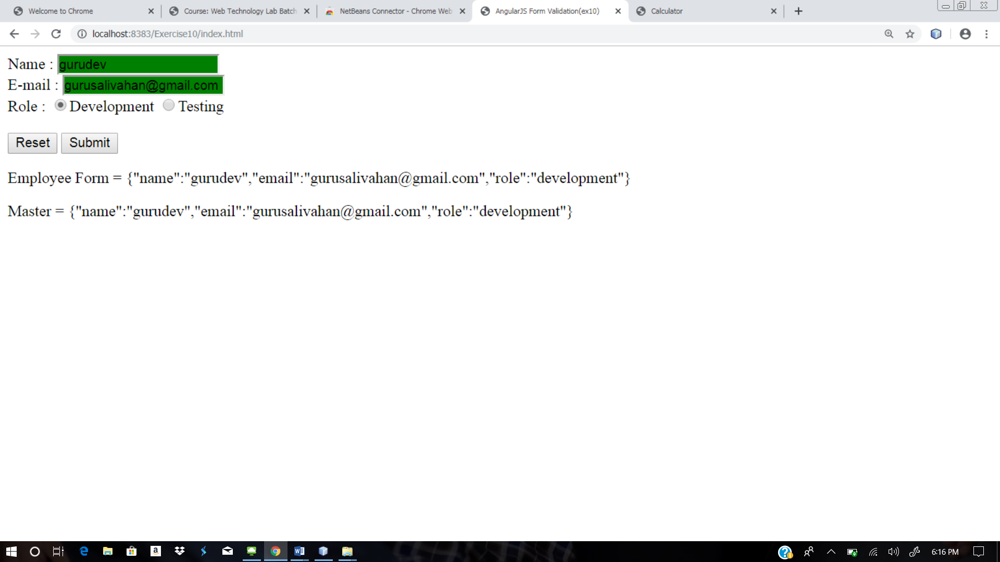 Welcome to Chrome
Course: Web Technology Lab Batch
NetBeans Connector - Chrome Web
AngularJS Form Validation(ex10)
Calculator
localhost:8383/Exercise10/index.html
Name : gurudev
E-mail : gurusalivahan@gmail.com
Role : Development Testing
Reset Submit
Employee Form = {"name":"gurudev","email":"gurusalivahan@gmail.com","role":"development"}
Master = {"name":"gurudev","email":"gurusalivahan@gmail.com","role":"development"}
6:16 PM